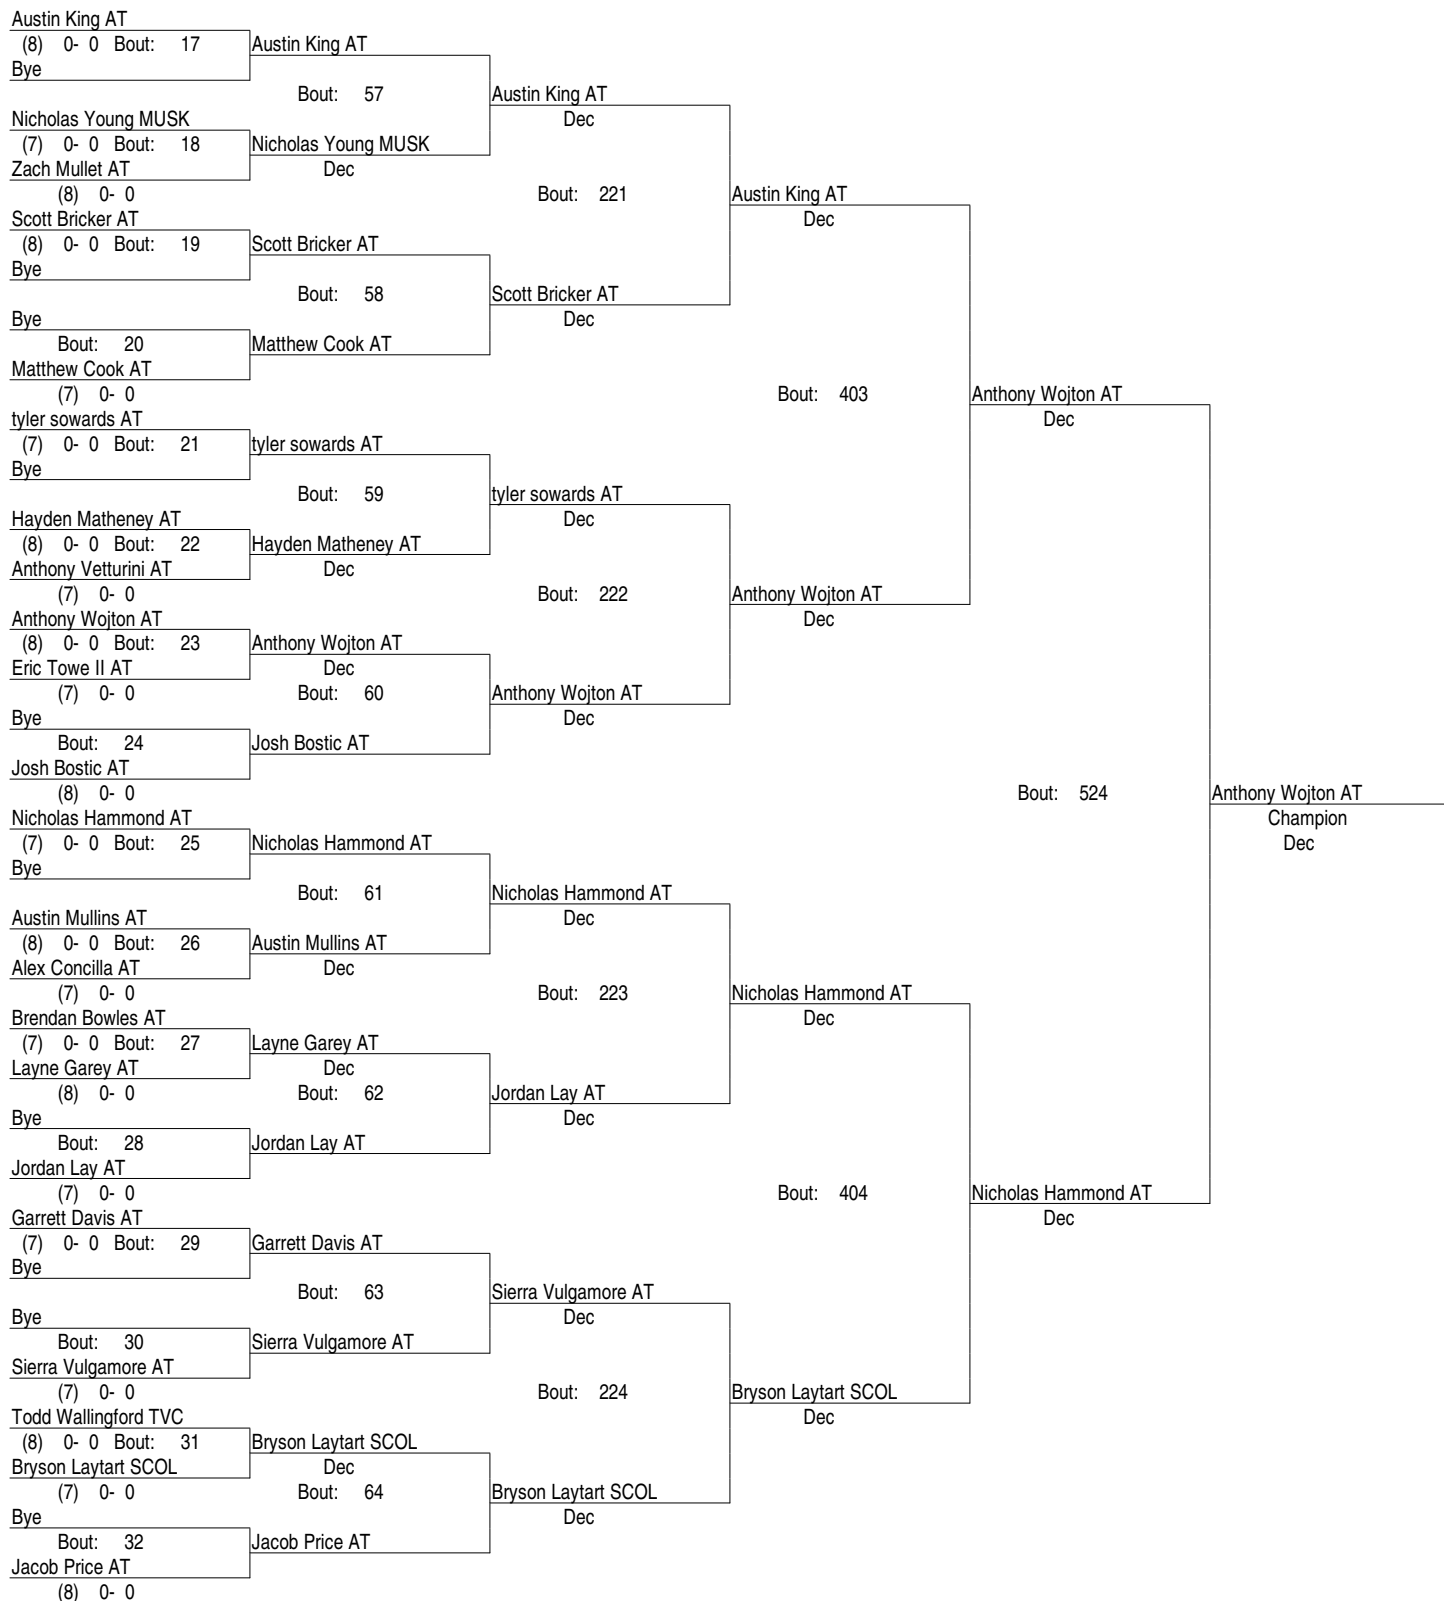 Austin King AT
(8) 0- 0 Bout: 17 Austin King AT
Bye
Bout: 57 Austin King AT
Dec
Nicholas Young MUSK
(7) 0- 0 Bout: 18 Nicholas Young MUSK
Zach Mullet AT Dec
(8) 0- 0 Bout: 221 Austin King AT
Scott Bricker AT Dec
(8) 0- 0 Bout: 19 Scott Bricker AT
Bye
Bout: 58 Scott Bricker AT
Bye Dec
Bout: 20 Matthew Cook AT
Matthew Cook AT
(7) 0- 0 Bout: 403 Anthony Wojton AT
tyler sowards AT Dec
(7) 0- 0 Bout: 21 tyler sowards AT
Bye
Bout: 59 tyler sowards AT
Hayden Matheney AT Dec
(8) 0- 0 Bout: 22 Hayden Matheney AT
Anthony Vetturini AT Dec
(7) 0- 0 Bout: 222 Anthony Wojton AT
Anthony Wojton AT Dec
(8) 0- 0 Bout: 23 Anthony Wojton AT
Eric Towe II AT Dec
(7) 0- 0 Bout: 60 Anthony Wojton AT
Bye Dec
Bout: 24 Josh Bostic AT
Josh Bostic AT
(8) 0- 0 Bout: 524 Anthony Wojton AT
Nicholas Hammond AT Champion
(7) 0- 0 Bout: 25 Nicholas Hammond AT Dec
Bye
Bout: 61 Nicholas Hammond AT
Austin Mullins AT Dec
(8) 0- 0 Bout: 26 Austin Mullins AT
Alex Concilla AT Dec
(7) 0- 0 Bout: 223 Nicholas Hammond AT
Brendan Bowles AT Dec
(7) 0- 0 Bout: 27 Layne Garey AT
Layne Garey AT Dec
(8) 0- 0 Bout: 62 Jordan Lay AT
Bye Dec
Bout: 28 Jordan Lay AT
Jordan Lay AT
(7) 0- 0 Bout: 404 Nicholas Hammond AT
Garrett Davis AT Dec
(7) 0- 0 Bout: 29 Garrett Davis AT
Bye
Bout: 63 Sierra Vulgamore AT
Bye Dec
Bout: 30 Sierra Vulgamore AT
Sierra Vulgamore AT
(7) 0- 0 Bout: 224 Bryson Laytart SCOL
Todd Wallingford TVC Dec
(8) 0- 0 Bout: 31 Bryson Laytart SCOL
Bryson Laytart SCOL Dec
(7) 0- 0 Bout: 64 Bryson Laytart SCOL
Bye Dec
Bout: 32 Jacob Price AT
Jacob Price AT
(8) 0- 0